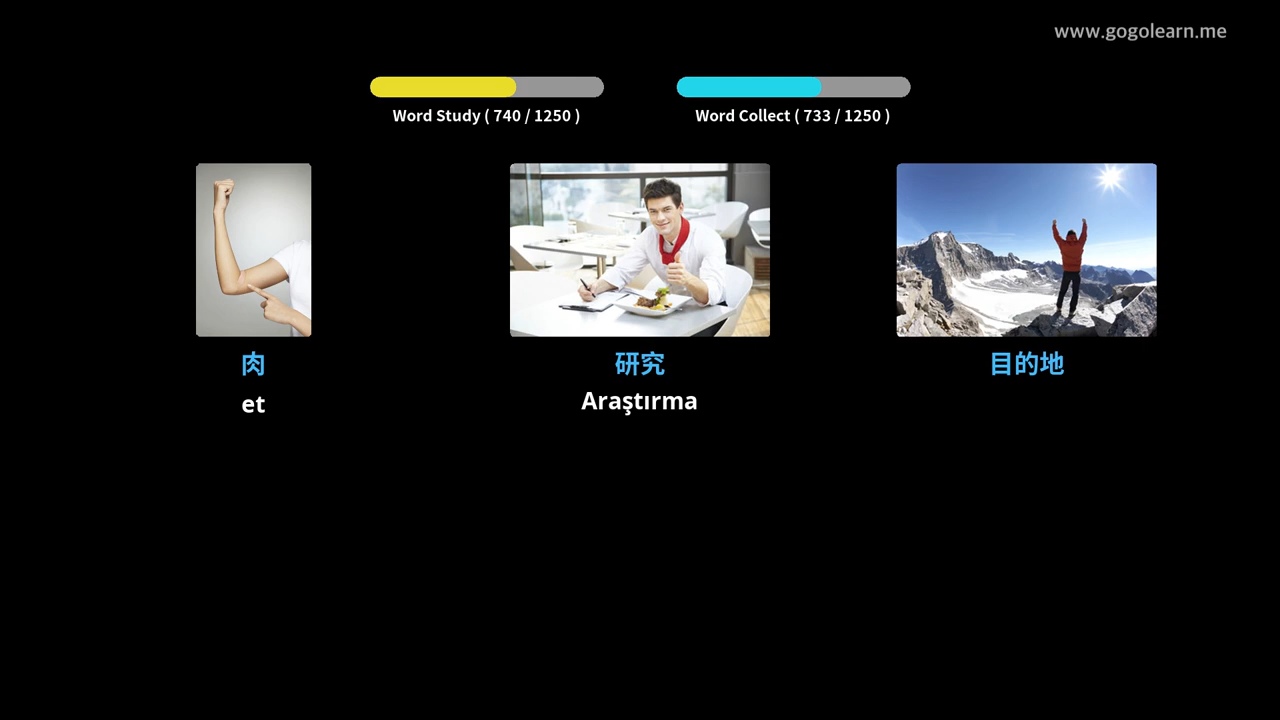 www.gogolearn.me
Word Study ( 740 / 1250 )
Word Collect ( 733 / 1250 )
肉
et
研究
Araştırma
目的地